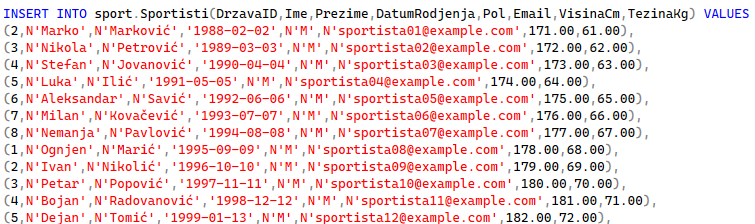 INSERT INTO sport.Sportisti(DrzavaID,Ime,Prezime,DatumRodjenja,Pol,Email,VisinaCm,TezinaKg) VALUES
(2,N'Marko',N'Marković','1988-02-02',N'M',N'sportista01@example.com',171.00,61.00),
(3,N'Nikola',N'Petrović','1989-03-03',N'M',N'sportista02@example.com',172.00,62.00),
(4,N'Stefan',N'Jovanović','1990-04-04',N'M',N'sportista03@example.com',173.00,63.00),
(5,N'Luka',N'Ilić','1991-05-05',N'M',N'sportista04@example.com',174.00,64.00),
(6,N'Aleksandar',N'Savić','1992-06-06',N'M',N'sportista05@example.com',175.00,65.00),
(7,N'Milan',N'Kovačević','1993-07-07',N'M',N'sportista06@example.com',176.00,66.00),
(8,N'Nemanja',N'Pavlović','1994-08-08',N'M',N'sportista07@example.com',177.00,67.00),
(1,N'Ognjen',N'Marić','1995-09-09',N'M',N'sportista08@example.com',178.00,68.00),
(2,N'Ivan',N'Nikolić','1996-10-10',N'M',N'sportista09@example.com',179.00,69.00),
(3,N'Petar',N'Popović','1997-11-11',N'M',N'sportista10@example.com',180.00,70.00),
(4,N'Bojan',N'Radovanović','1998-12-12',N'M',N'sportista11@example.com',181.00,71.00),
(5,N'Dejan',N'Tomić','1999-01-13',N'M',N'sportista12@example.com',182.00,72.00),